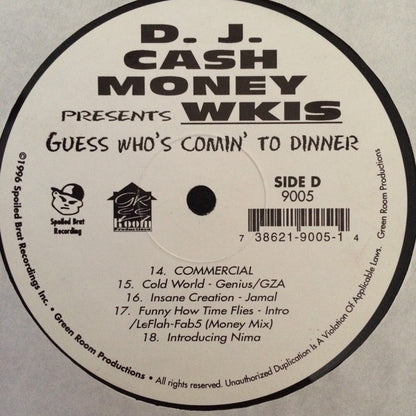 D. J.
CASH
MONEY
PRESENTS WKIS
GUESS WHO'S COMIN' TO DINNER
SIDE D
9005
Spoiled Brat
Recording
GREEN
Room
PRODUCTIONS
7 38621-9005-1 4
14. COMMERCIAL
15. Cold World - Genius/GZA
16. Insane Creation - Jamal
17. Funny How Time Flies - Intro
/LeFlah-Fab5 (Money Mix)
18. Introducing Nima
©1996 Spoiled Brat Recordings Inc. • Green Room Productions • All rights reserved. Unauthorized Duplication Is A Violation Of Applicable Laws. Green Room Productions